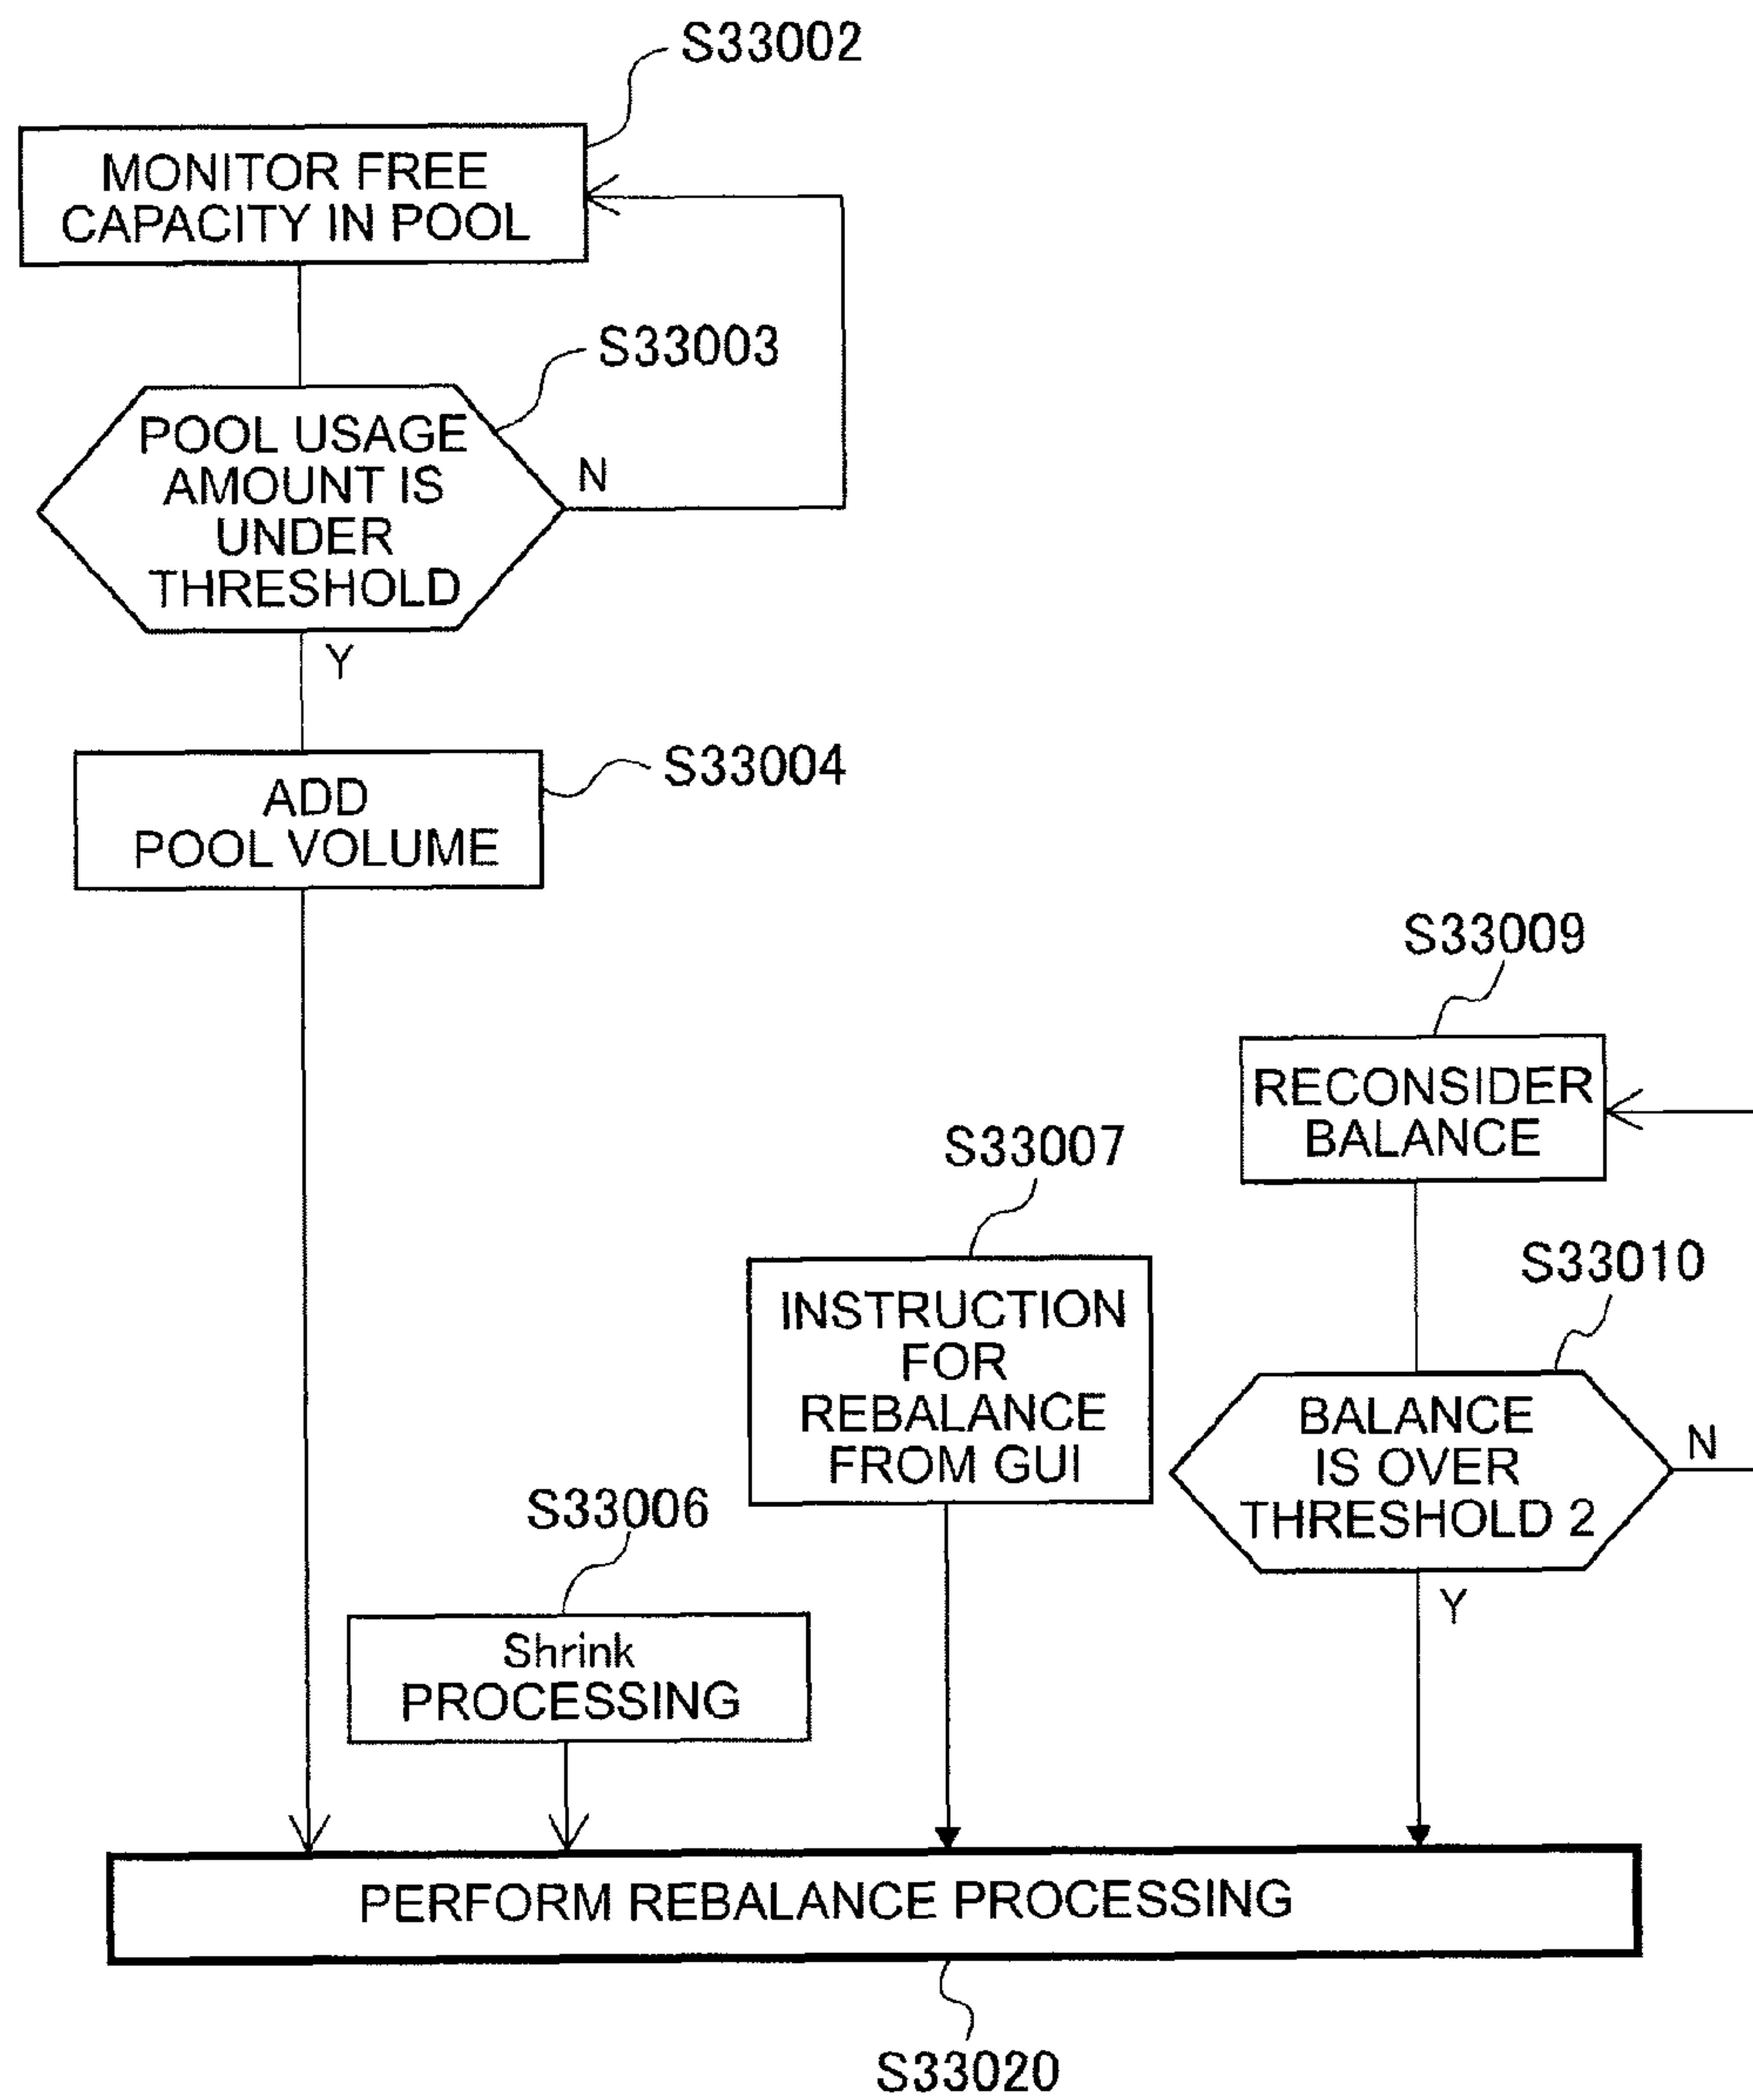 S33002
MONITOR FREE
CAPACITY IN POOL
S33003
POOL USAGE
AMOUNT IS
UNDER
THRESHOLD
N
Y
S33004
ADD
POOL VOLUME
S33009
RECONSIDER
BALANCE
S33007
INSTRUCTION
FOR
REBALANCE
FROM GUI
S33010
BALANCE
IS OVER
THRESHOLD 2
N
Y
S33006
Shrink
PROCESSING
PERFORM REBALANCE PROCESSING
S33020